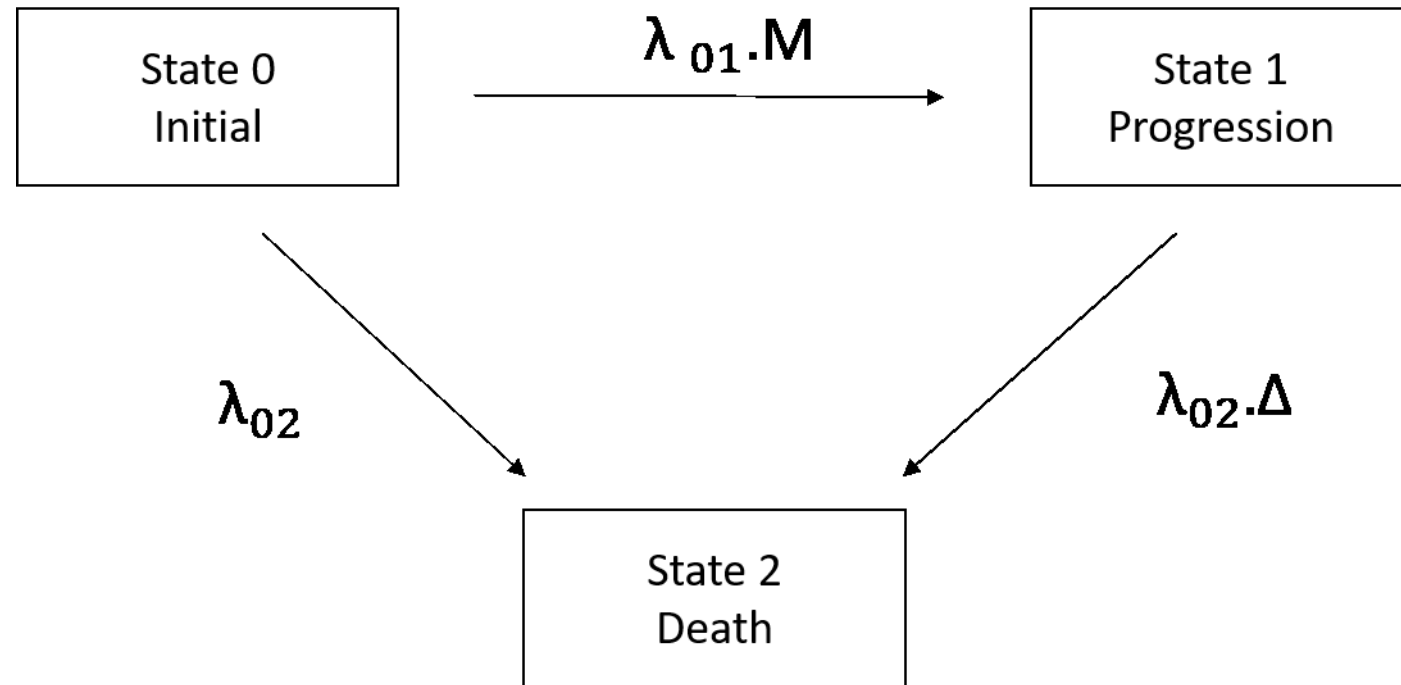 State 0
Initial
λ ₀₁.M
State 1
Progression
λ₀₂
λ₀₂.Δ
State 2
Death